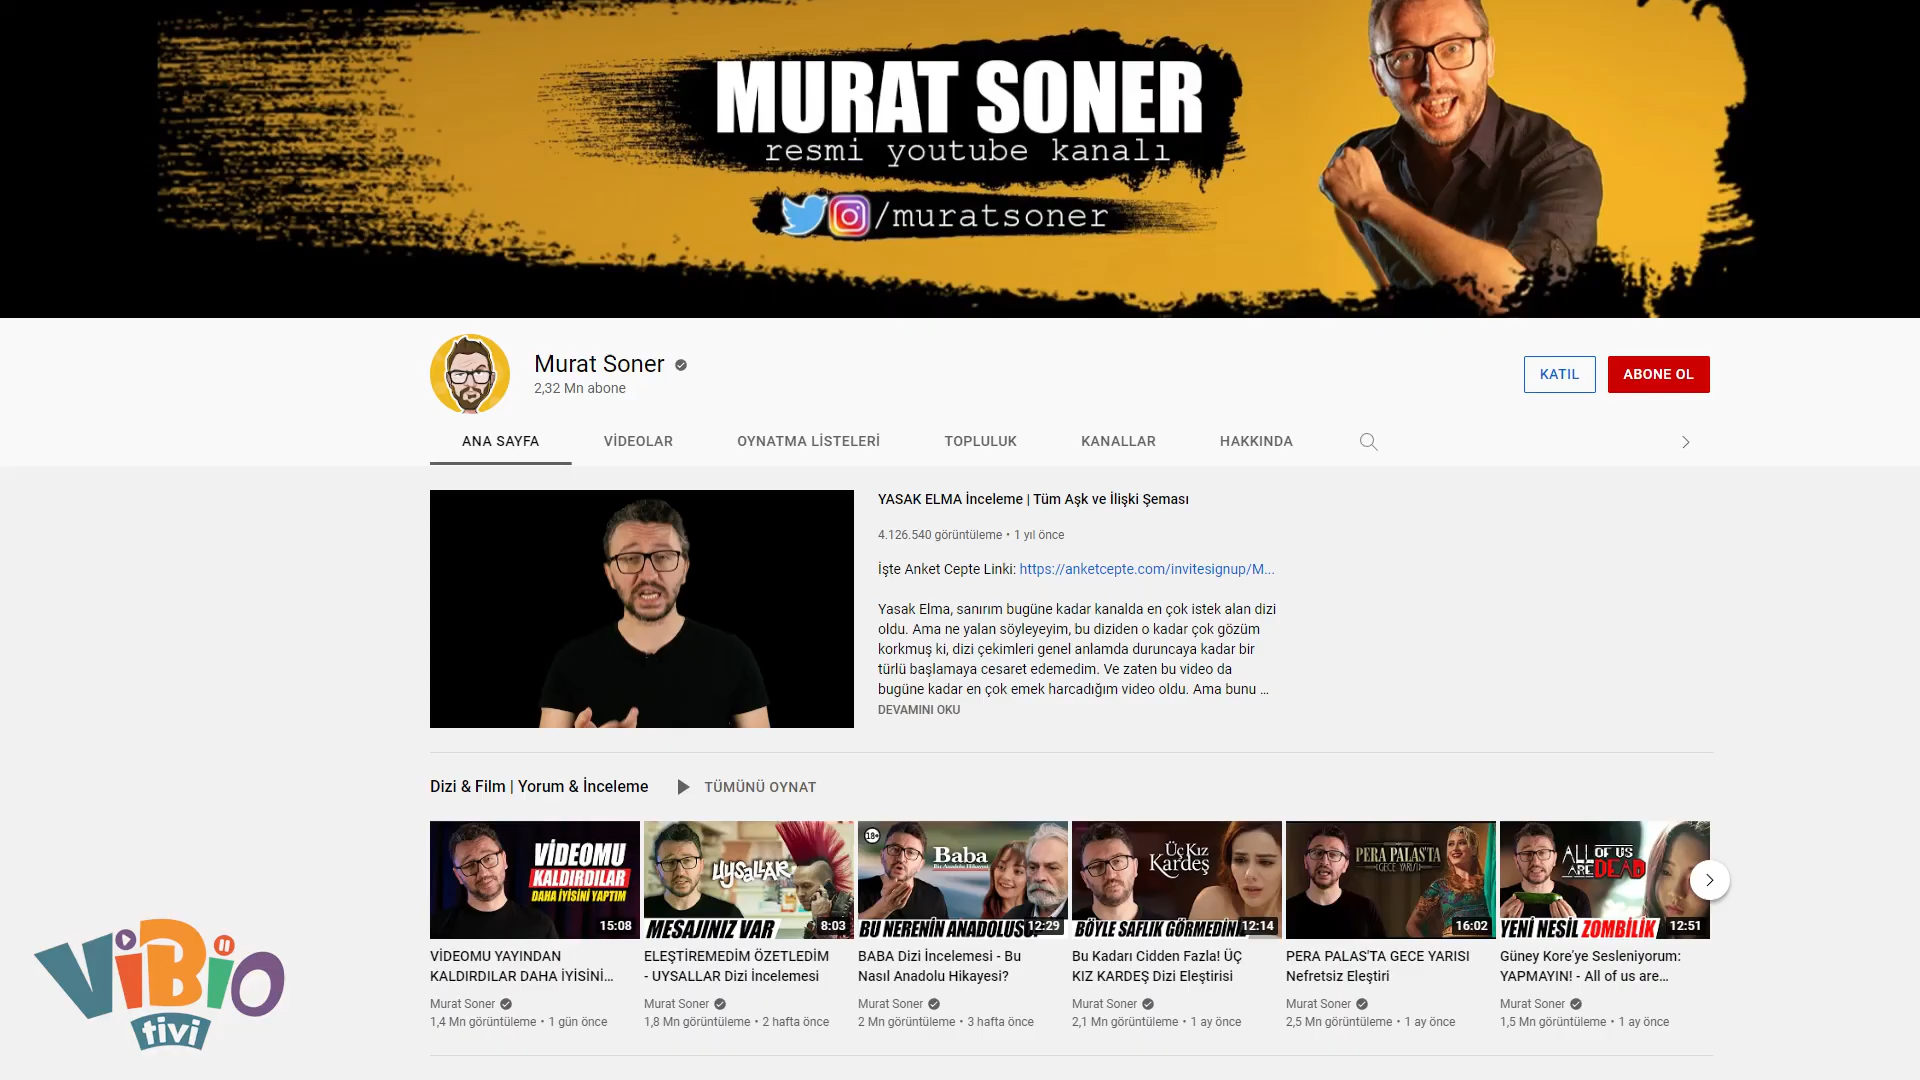 MURAT SONER
resmi youtube kanalı
/muratsoner
Murat Soner
2,32 Mn abone
KATIL
ABONE OL
ANA SAYFA
VİDEOLAR
OYNATMA LİSTELERİ
TOPLULUK
KANALLAR
HAKKINDA
YASAK ELMA İnceleme | Tüm Aşk ve İlişki Şeması
4.126.540 görüntüleme • 1 yıl önce
İşte Anket Cepte Linki: https://anketcepte.com/invitesignup/M...
Yasak Elma, sanırım bugüne kadar kanalda en çok istek alan dizi
oldu. Ama ne yalan söyleyeyim, bu diziden o kadar çok gözüm
korkmuş ki, dizi çekimleri genel anlamda duruncaya kadar bir
türlü başlamaya cesaret edemedim. Ve zaten bu video da
bugüne kadar en çok emek harcadığım video oldu. Ama bunu ...
DEVAMINI OKU
Dizi & Film | Yorum & İnceleme
TÜMÜNÜ OYNAT
VİDEOMU
KALDIRDILAR
DAHA İYİSİNİ YAPTIM
15:08
VİDEOMU YAYINDAN
KALDIRDILAR DAHA İYİSİNİ...
Murat Soner
1,4 Mn görüntüleme • 1 gün önce
uysallar
MESAJINIZ VAR
8:03
ELEŞTİREMEDİM ÖZETLEDİM
- UYSALLAR Dizi İncelemesi
Murat Soner
1,8 Mn görüntüleme • 2 hafta önce
18+
Baba
Bir Anadolu Hikayesi
BU NERENİN ANADOLUSU
12:29
BABA Dizi İncelemesi - Bu
Nasıl Anadolu Hikayesi?
Murat Soner
2 Mn görüntüleme • 3 hafta önce
Üç Kız
Kardeş
BÖYLE SAFLIK GÖRMEDİM
12:14
Bu Kadarı Cidden Fazla! ÜÇ
KIZ KARDEŞ Dizi Eleştirisi
Murat Soner
2,1 Mn görüntüleme • 1 ay önce
PERA PALAS'TA
GECE YARISI
16:02
PERA PALAS'TA GECE YARISI
Nefretsiz Eleştiri
Murat Soner
2,5 Mn görüntüleme • 1 ay önce
ALL OF US
ARE DEAD
YENİ NESİL ZOMBİLİK
12:51
Güney Kore'ye Sesleniyorum:
YAPMAYIN! - All of us are...
Murat Soner
1,5 Mn görüntüleme • 1 ay önce
ViBio
tivi